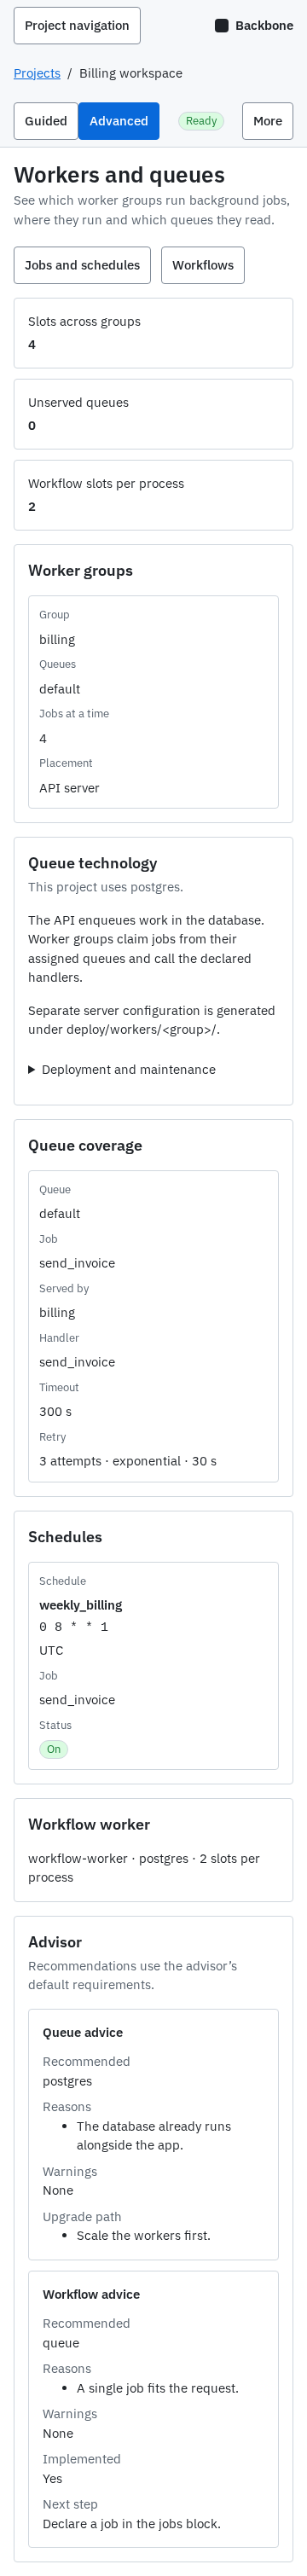 Project navigation
Backbone
Projects / Billing workspace
Guided
Advanced
Ready
More
Workers and queues
See which worker groups run background jobs,
where they run and which queues they read.
Jobs and schedules
Workflows
Slots across groups
4
Unserved queues
0
Workflow slots per process
2
Worker groups
Group
billing
Queues
default
Jobs at a time
4
Placement
API server
Queue technology
This project uses postgres.
The API enqueues work in the database.
Worker groups claim jobs from their
assigned queues and call the declared
handlers.
Separate server configuration is generated
under deploy/workers/<group>/.
Deployment and maintenance
Queue coverage
Queue
default
Job
send_invoice
Served by
billing
Handler
send_invoice
Timeout
300 s
Retry
3 attempts · exponential · 30 s
Schedules
Schedule
weekly_billing
0 8 * * 1
UTC
Job
send_invoice
Status
On
Workflow worker
workflow-worker · postgres · 2 slots per
process
Advisor
Recommendations use the advisor’s
default requirements.
Queue advice
Recommended
postgres
Reasons
• The database already runs
alongside the app.
Warnings
None
Upgrade path
• Scale the workers first.
Workflow advice
Recommended
queue
Reasons
• A single job fits the request.
Warnings
None
Implemented
Yes
Next step
Declare a job in the jobs block.